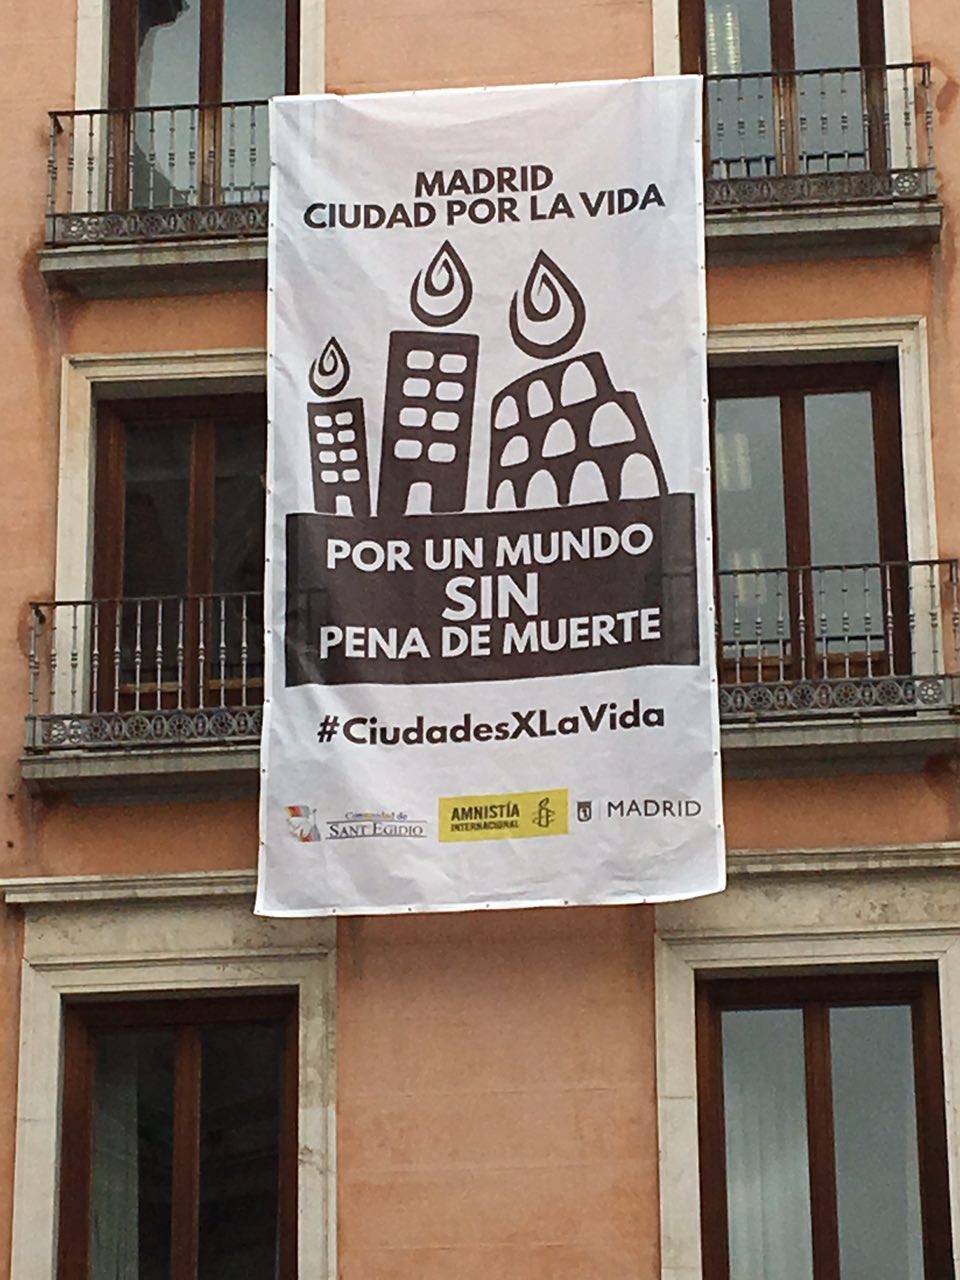 MADRID
CIUDAD POR LA VIDA
POR UN MUNDO
SIN
PENA DE MUERTE
#CiudadesXLaVida
Comunidad de
SANT EGIDIO
AMNISTÍA
INTERNACIONAL
MADRID